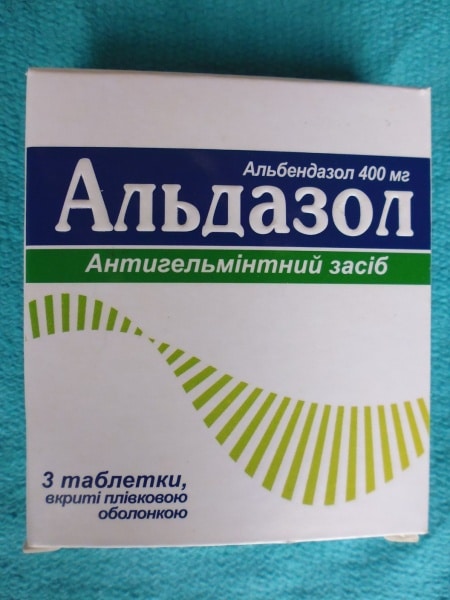 Альбендазол 400 мг
Альдазол
Антигельмінтний засіб
3 таблетки,
вкриті плівковою
оболонкою